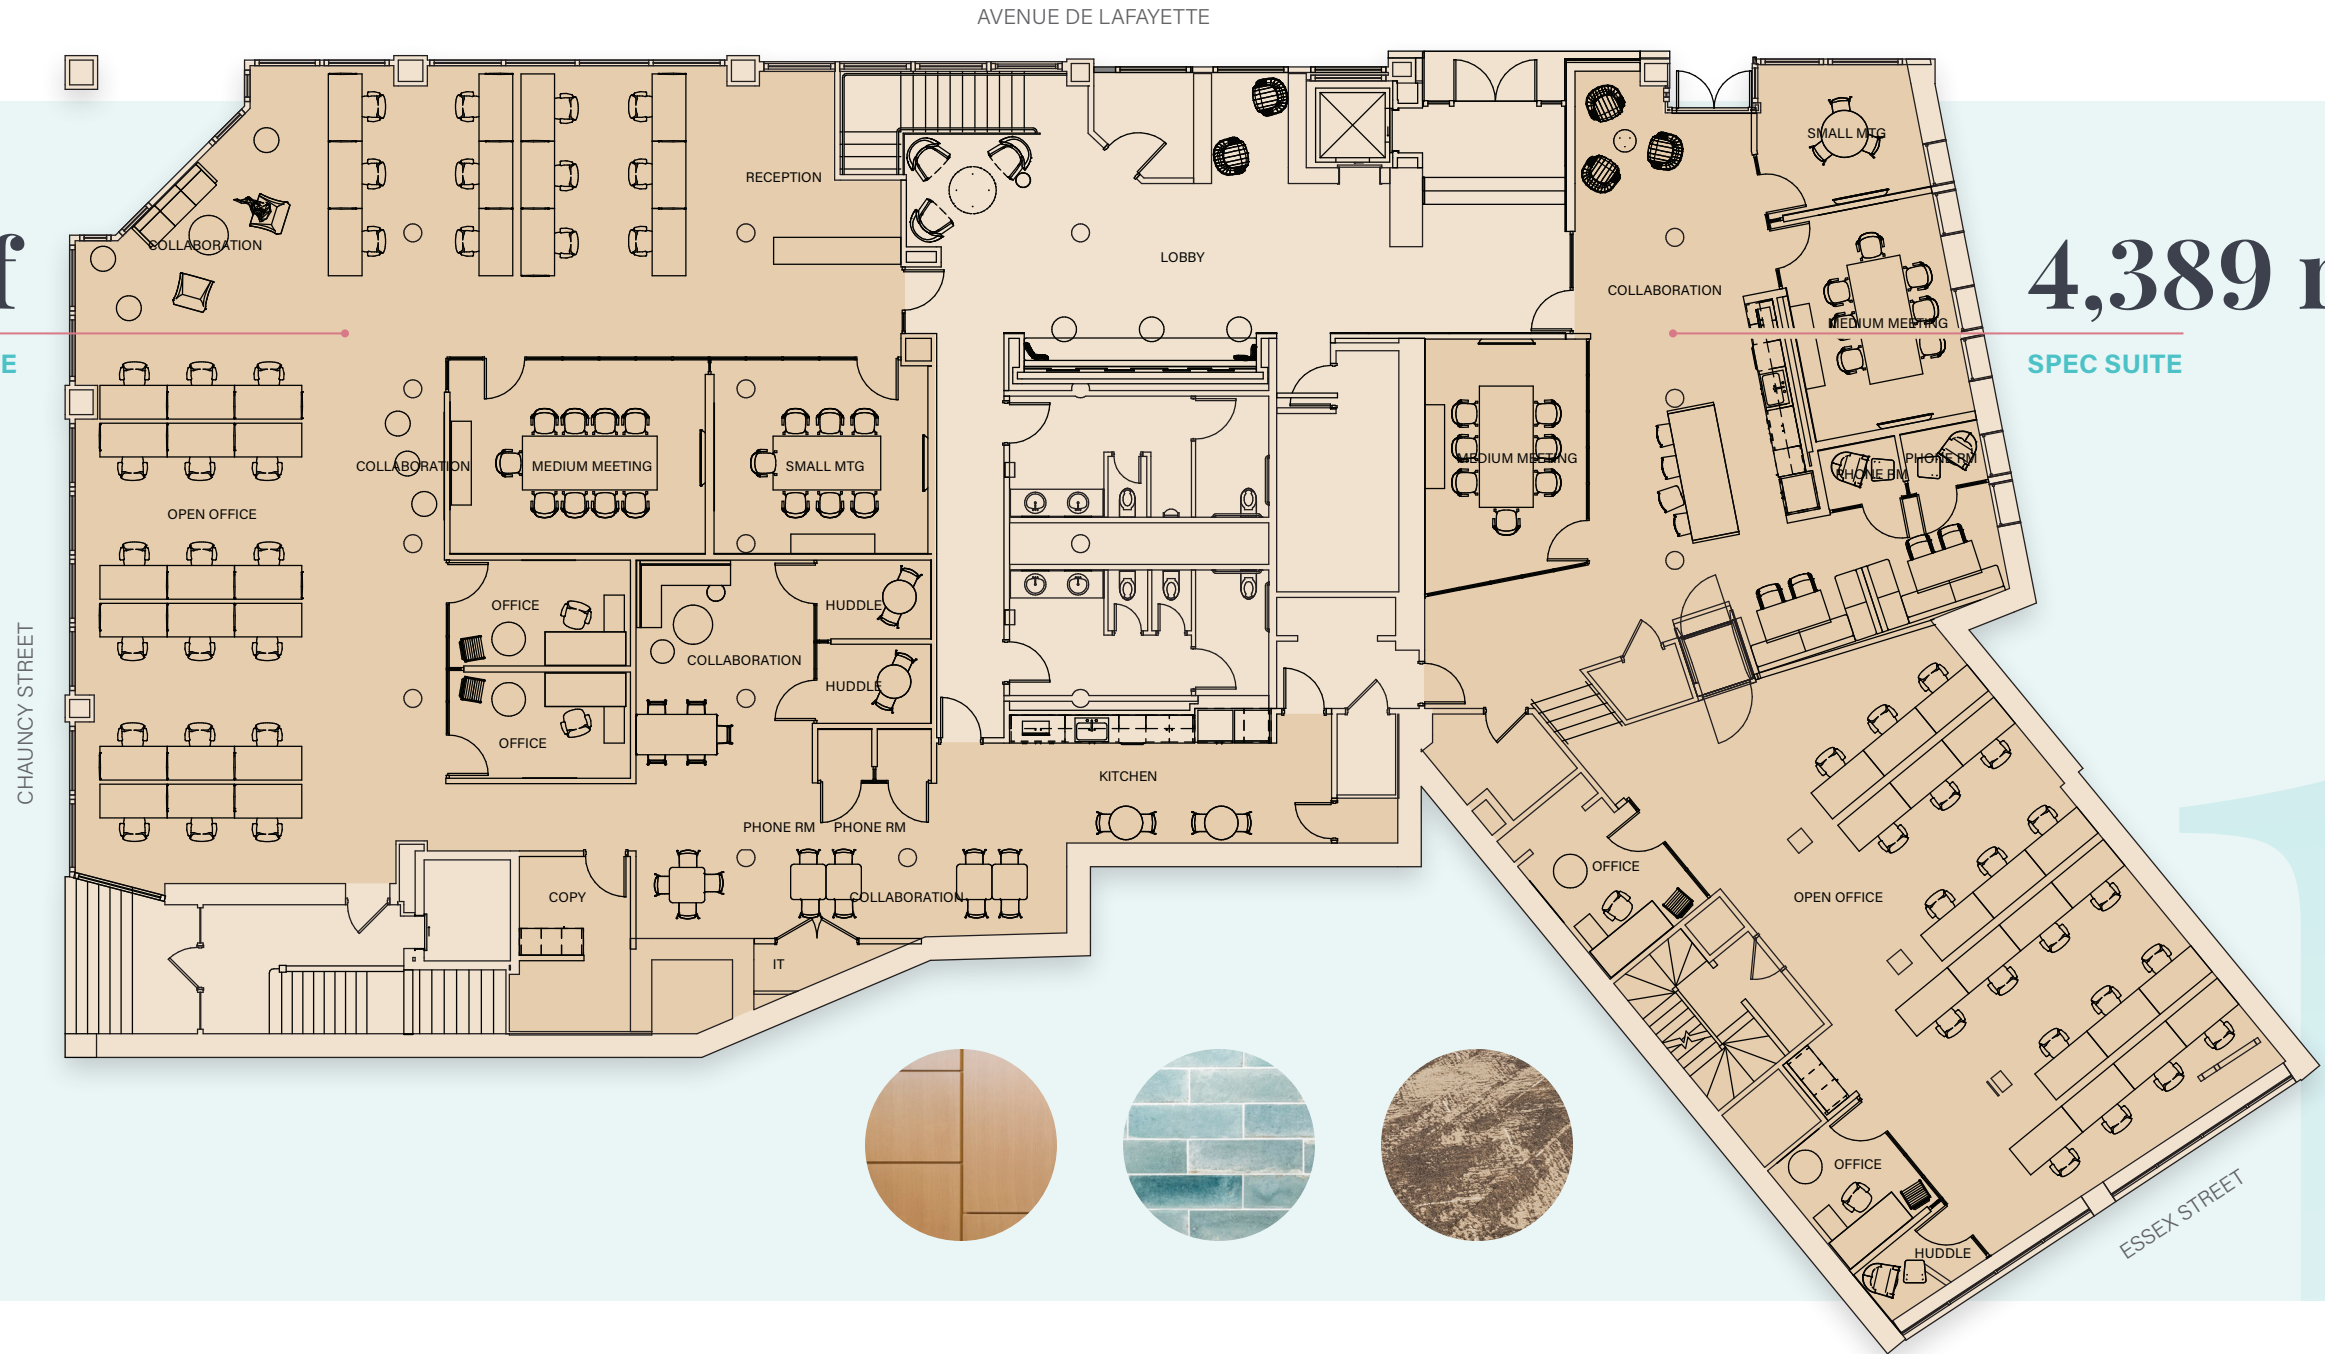 AVENUE DE LAFAYETTE
SMALL MTG
RECEPTION
COLLABORATION
LOBBY
4,389
COLLABORATION
MEDIUM MEETING
SPEC SUITE
E
COLLABORATION
MEDIUM MEETING
SMALL MTG
MEDIUM MEETING
PHONE RM
PHONE RM
OPEN OFFICE
OFFICE
HUDDLE
COLLABORATION
HUDDLE
OFFICE
CHAUNCY STREET
KITCHEN
PHONE RM
PHONE RM
OFFICE
COPY
COLLABORATION
OPEN OFFICE
IT
OFFICE
ESSEX STREET
HUDDLE